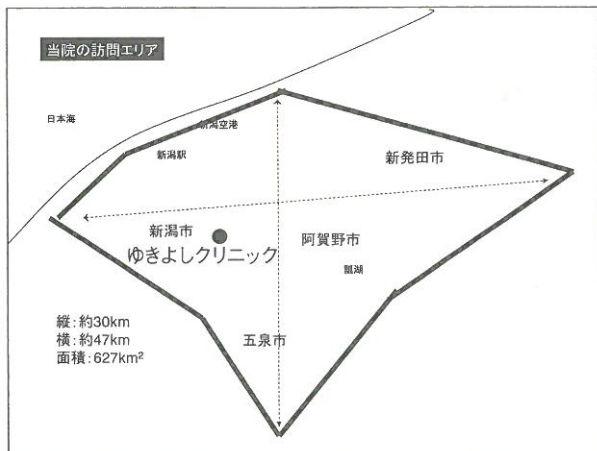 当院の訪問エリア
日本海
新潟空港
新潟駅
新発田市
新潟市
ゆきよしクリニック
阿賀野市
瓢湖
五泉市
縦：約30km
横：約47km
面積：627km²